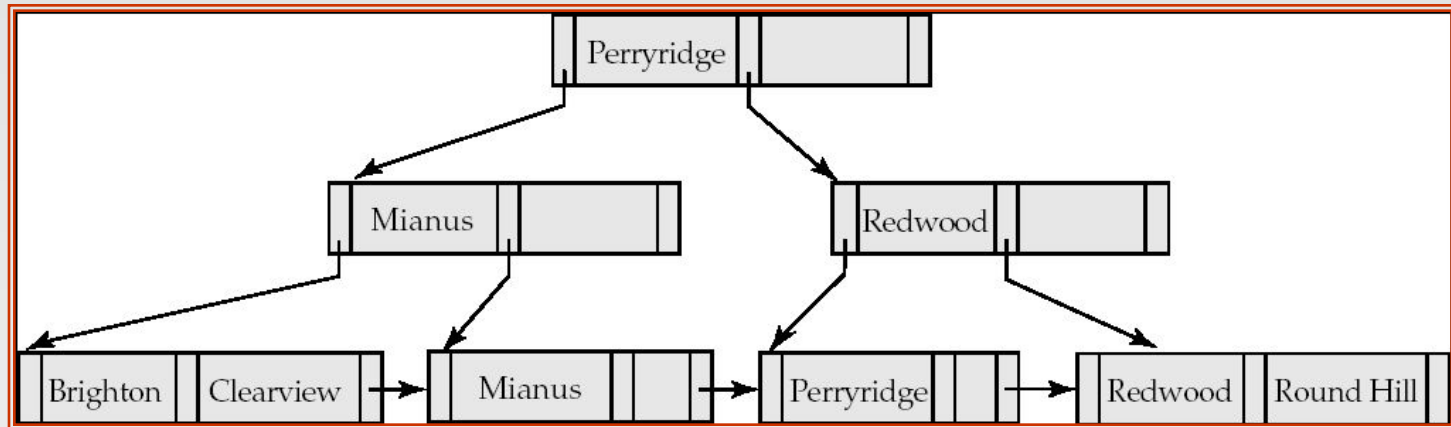 Perryridge
Mianus
Redwood
Brighton
Clearview
Mianus
Perryridge
Redwood
Round Hill